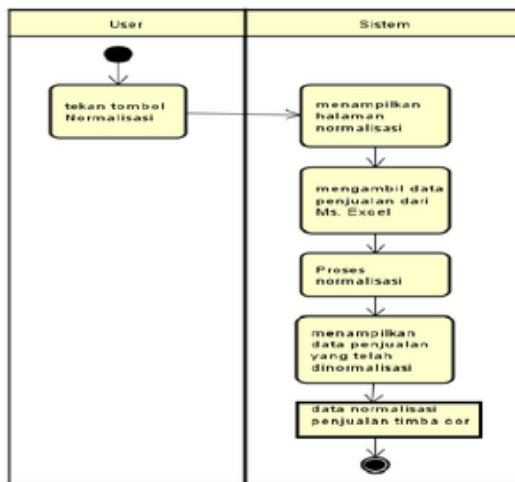 User
Sistem
tekan tombol
Normalisasi
menampilkan
halaman
normalisasi
mengambil data
penjualan dari
Ms. Excel
Proses
normalisasi
menampilkan
data penjualan
yang telah
dinormalisasi
data normalisasi
penjualan timba cor